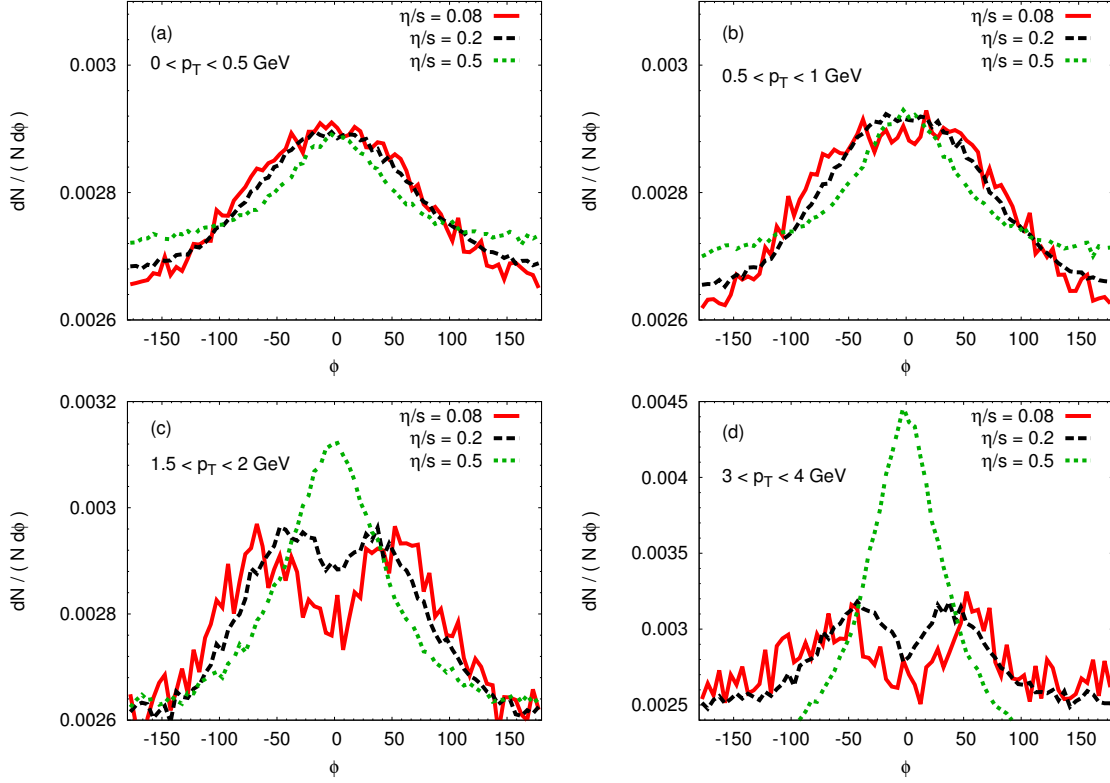 (a)
0 < p_T < 0.5 GeV
η/s = 0.08
η/s = 0.2
η/s = 0.5
dN / ( N dϕ)
0.003
0.0028
0.0026
-150 -100 -50 0 50 100 150
ϕ
(b)
0.5 < p_T < 1 GeV
η/s = 0.08
η/s = 0.2
η/s = 0.5
dN / ( N dϕ)
0.003
0.0028
0.0026
-150 -100 -50 0 50 100 150
ϕ
(c)
1.5 < p_T < 2 GeV
η/s = 0.08
η/s = 0.2
η/s = 0.5
dN / ( N dϕ)
0.0032
0.003
0.0028
0.0026
-150 -100 -50 0 50 100 150
ϕ
(d)
3 < p_T < 4 GeV
η/s = 0.08
η/s = 0.2
η/s = 0.5
dN / ( N dϕ)
0.0045
0.004
0.0035
0.003
0.0025
-150 -100 -50 0 50 100 150
ϕ